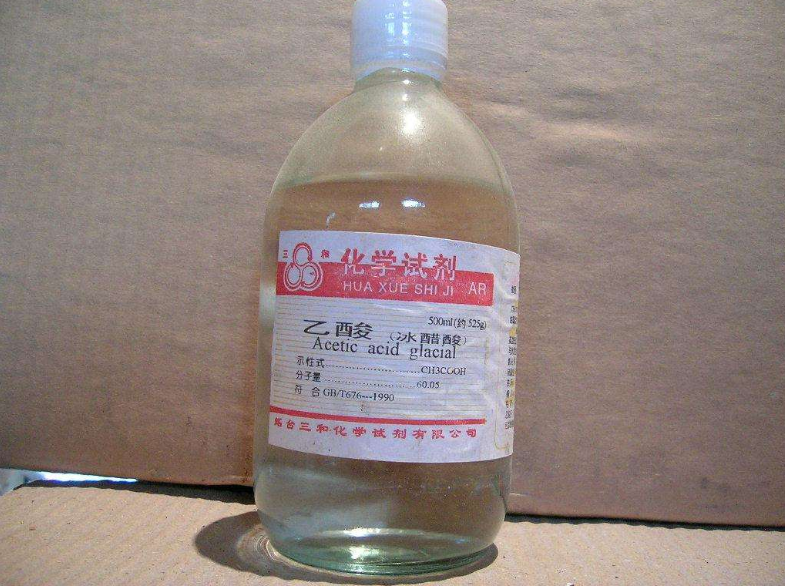 三 和 化学试剂
HUA XUE SHI JI AR
500ml(约525g)
乙酸 (冰醋酸)
Acetic acid glacial
示性式......................CH3COOH
分子量......................60.05
符 合 GB/T676---1990
烟台三和化学试剂有限公司